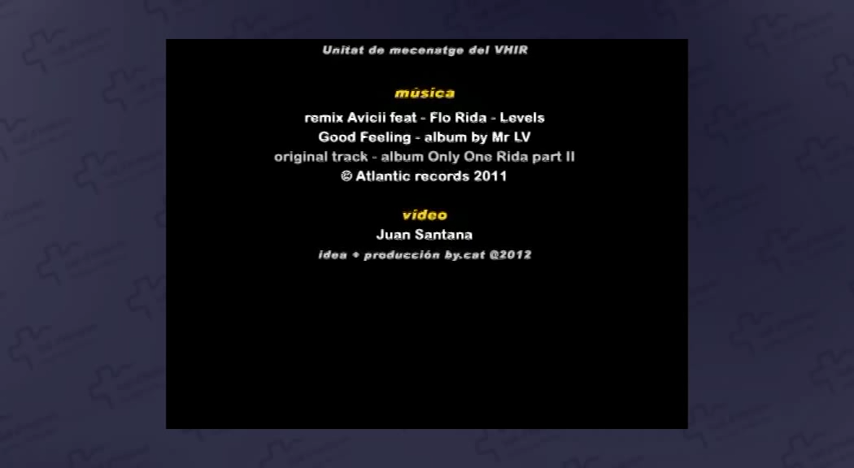 Unitat de mecenatge del VHIR
música
remix Avicii feat - Flo Rida - Levels
Good Feeling - album by Mr LV
original track - album Only One Rida part II
© Atlantic records 2011
vídeo
Juan Santana
idea + producción by.cat @2012